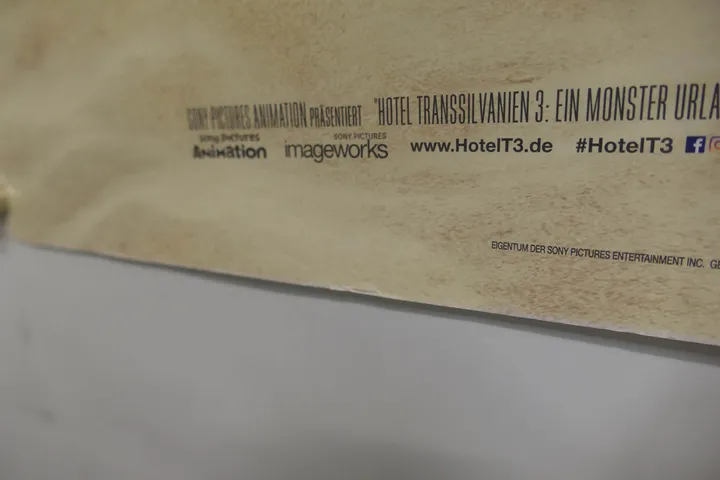 SONY PICTURES ANIMATION PRÄSENTIERT "HOTEL TRANSSILVANIEN 3: EIN MONSTER URLA
Sony Pictures Animation
SONY PICTURES imageworks www.HotelT3.de #HotelT3
EIGENTUM DER SONY PICTURES ENTERTAINMENT INC. GE